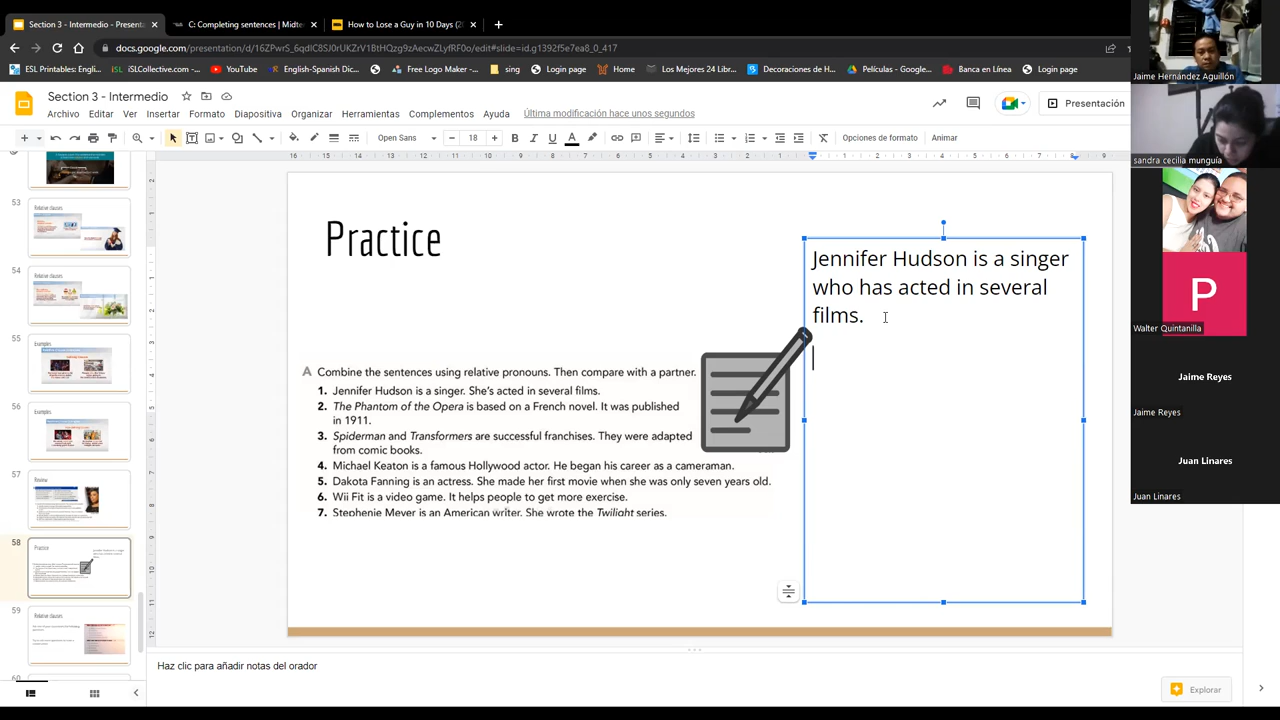 Section 3 - Intermedio - Presenta
C: Completing sentences | Midte
How to Lose a Guy in 10 Days (2
docs.google.com/presentation/d/
ESL Printables: Engl...
iSLCollective.com -...
YouTube
English-Spanish Dic...
Free Logo Maker -...
Login page
Home
Los Mejores 24 Libr...
Donaciones de H...
Películas - Google...
Banca en Línea
Login page
Section 3 - Intermedio
Presentación
Archivo Editar Ver Insertar Formato Diapositiva Organizar Herramientas Complementos Ayuda
Última modificación hace unos segundos
Open Sans
18
Opciones de formato
Animar
53
54
55
56
57
58
59
60
Practice
A Combine the sentences using relative pronouns. Then compare with a partner.
1. Jennifer Hudson is a singer. She's acted in several films.
2. The Phantom of the Opera is based on a French novel. It was published
in 1911.
3. Spiderman and Transformers are successful franchises. They were adapted
from comic books.
4. Michael Keaton is a famous Hollywood actor. He began his career as a cameraman.
5. Dakota Fanning is an actress. She made her first movie when she was only seven years old.
6. Wii Fit is a video game. It helps people to get more exercise.
7. Stephenie Meyer is an American writer. She wrote the Twilight series.
Jennifer Hudson is a singer
who has acted in several
films.
Haz clic para añadir notas del orador
Explorar
Jaime Hernández Aguillón
sandra cecilia munguía
P
Walter Quintanilla
Jaime Reyes
Jaime Reyes
Juan Linares
Juan Linares